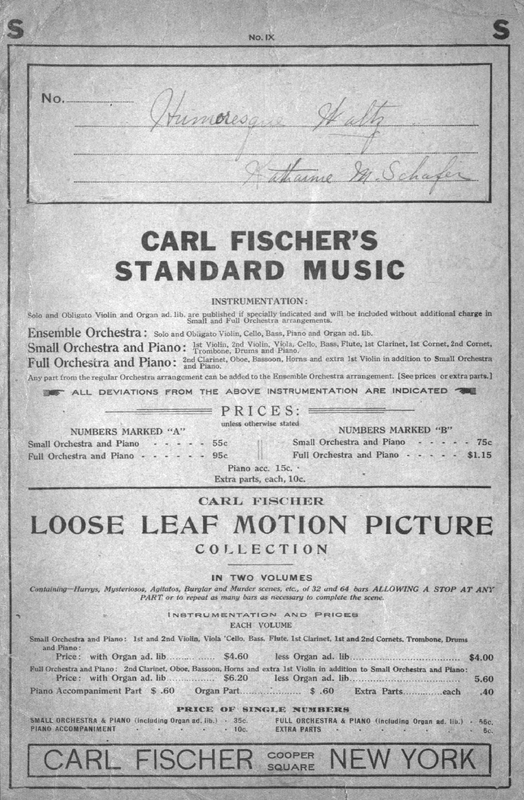 S S
No. IX.
No.
Humoresque Waltz
Katharine M. Schafer
CARL FISCHER'S
STANDARD MUSIC
INSTRUMENTATION:
Solo and Obligato Violin and Organ ad. lib. are published if specially indicated and will be included without additional charge in
Small and Full Orchestra arrangements.
Ensemble Orchestra: Solo and Obligato Violin, Cello, Bass, Piano and Organ ad. lib.
Small Orchestra and Piano: 1st Violin, 2nd Violin, Viola, Cello, Bass, Flute, 1st Clarinet, 1st Cornet, 2nd Cornet,
Trombone, Drums and Piano.
Full Orchestra and Piano: 2nd Clarinet, Oboe, Bassoon, Horns and extra 1st Violin in addition to Small Orchestra
and Piano.
Any part from the regular Orchestra arrangement can be added to the Ensemble Orchestra arrangement. [See prices or extra parts.]
ALL DEVIATIONS FROM THE ABOVE INSTRUMENTATION ARE INDICATED
PRICES:
unless otherwise stated
NUMBERS MARKED "A" NUMBERS MARKED "B"
Small Orchestra and Piano - - - - - 55c Small Orchestra and Piano - - - - - 75c
Full Orchestra and Piano - - - - - - 95c Full Orchestra and Piano - - - - - $1.15
Piano acc. 15c.
Extra parts, each, 10c.
CARL FISCHER
LOOSE LEAF MOTION PICTURE
COLLECTION
IN TWO VOLUMES
Containing—Hurrys, Mysteriosos, Agitatos, Burglar and Murder scenes, etc., of 32 and 64 bars ALLOWING A STOP AT ANY
PART or to repeat as many bars as necessary to complete the scene.
INSTRUMENTATION AND PRICES
EACH VOLUME
Small Orchestra and Piano: 1st and 2nd Violin, Viola 'Cello, Bass, Flute, 1st Clarinet, 1st and 2nd Cornets, Trombone, Drums
and Piano.
Price: with Organ ad. lib ........ $4.60 less Organ ad. lib........ $4.00
Full Orchestra and Piano: 2nd Clarinet, Oboe, Bassoon, Horns and extra 1st Violin in addition to Small Orchestra and Piano:
Price: with Organ ad. lib ........ $6.20 less Organ ad. lib........ 5.60
Piano Accompaniment Part $ .60 Organ Part........ $ .60 Extra Parts........each .40
PRICE OF SINGLE NUMBERS
SMALL ORCHESTRA & PIANO (including Organ ad. lib.) - 35c. FULL ORCHESTRA & PIANO (including Organ ad. lib.)
PIANO ACCOMPANIMENT - - - - 10c. EXTRA PARTS
CARL FISCHER COOPER SQUARE NEW YORK